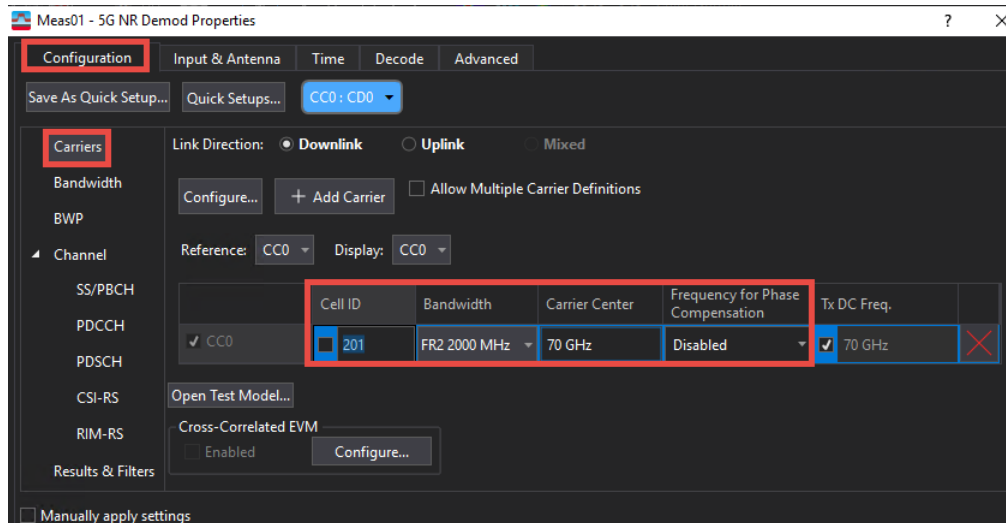 Meas01 - 5G NR Demod Properties ?
Configuration Input & Antenna Time Decode Advanced
Save As Quick Setup... Quick Setups... CC0 : CD0
Carriers Link Direction: Downlink Uplink Mixed
Bandwidth
Configure... + Add Carrier Allow Multiple Carrier Definitions
BWP
Channel Reference: CC0 Display: CC0
SS/PBCH
Cell ID Bandwidth Carrier Center Frequency for Phase Compensation Tx DC Freq.
PDCCH
CC0 201 FR2 2000 MHz 70 GHz Disabled 70 GHz
PDSCH
CSI-RS Open Test Model...
RIM-RS Cross-Correlated EVM
Enabled Configure...
Results & Filters
Manually apply settings